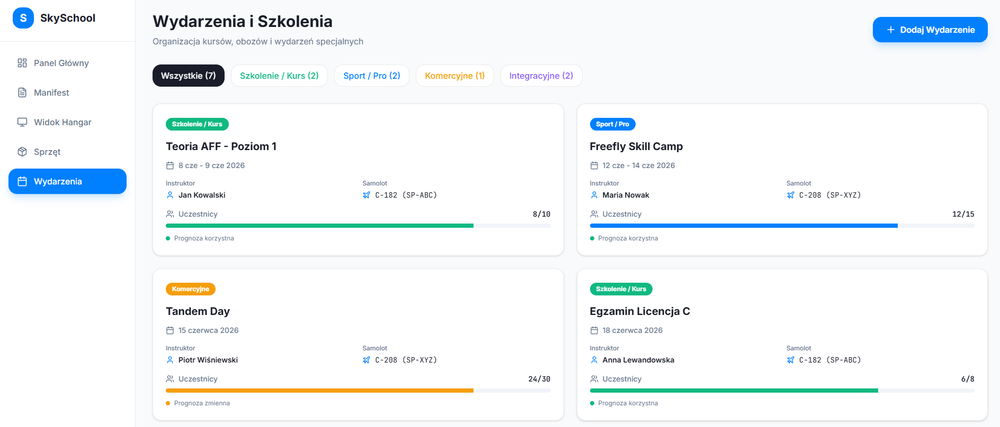 S SkySchool
Panel Główny
Manifest
Widok Hangar
Sprzęt
Wydarzenia
Wydarzenia i Szkolenia
Organizacja kursów, obozów i wydarzeń specjalnych
Dodaj Wydarzenie
Wszystkie (7) Szkolenie / Kurs (2) Sport / Pro (2) Komercyjne (1) Integracyjne (2)
Szkolenie / Kurs
Teoria AFF - Poziom 1
8 cze - 9 cze 2026
Instruktor Samolot
Jan Kowalski C-182 (SP-ABC)
Uczestnicy 8/10
Prognoza korzystna
Sport / Pro
Freefly Skill Camp
12 cze - 14 cze 2026
Instruktor Samolot
Maria Nowak C-208 (SP-XYZ)
Uczestnicy 12/15
Prognoza korzystna
Komercyjne
Tandem Day
15 czerwca 2026
Instruktor Samolot
Piotr Wiśniewski C-208 (SP-XYZ)
Uczestnicy 24/30
Prognoza zmienna
Szkolenie / Kurs
Egzamin Licencja C
18 czerwca 2026
Instruktor Samolot
Anna Lewandowska C-182 (SP-ABC)
Uczestnicy 6/8
Prognoza korzystna